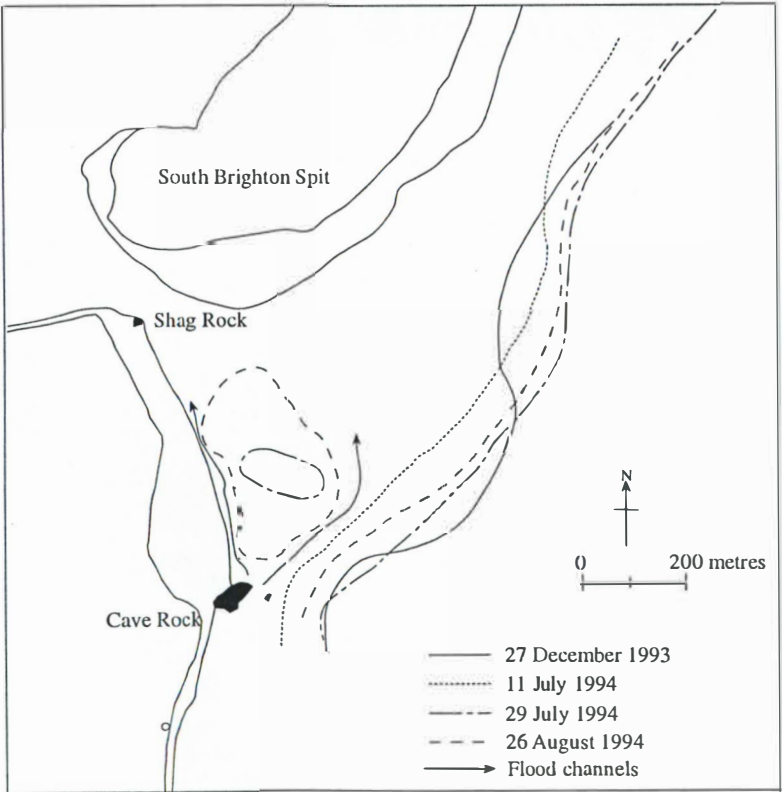 South Brighton Spit
Shag Rock
N
0 200 metres
Cave Rock
27 December 1993
11 July 1994
29 July 1994
26 August 1994
Flood channels